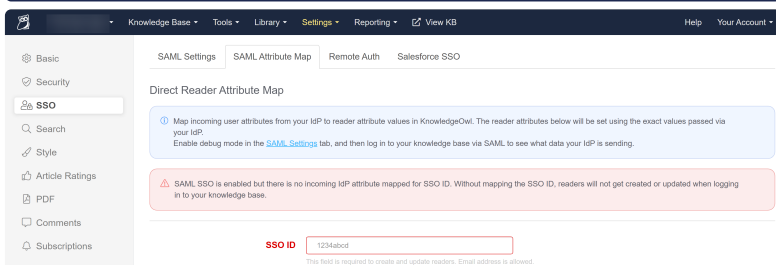 Knowledge Base Tools Library Settings Reporting View KB Help Your Account
Basic
Security
SSO
Search
Style
Article Ratings
PDF
Comments
Subscriptions
SAML Settings SAML Attribute Map Remote Auth Salesforce SSO
Direct Reader Attribute Map
Map incoming user attributes from your IdP to reader attribute values in KnowledgeOwl. The reader attributes below will be set using the exact values passed via
your IdP.
Enable debug mode in the SAML Settings tab, and then log in to your knowledge base via SAML to see what data your IdP is sending.
SAML SSO is enabled but there is no incoming IdP attribute mapped for SSO ID. Without mapping the SSO ID, readers will not get created or updated when logging
in to your knowledge base.
SSO ID 1234abcd
This field is required to create and update readers. Email address is allowed.